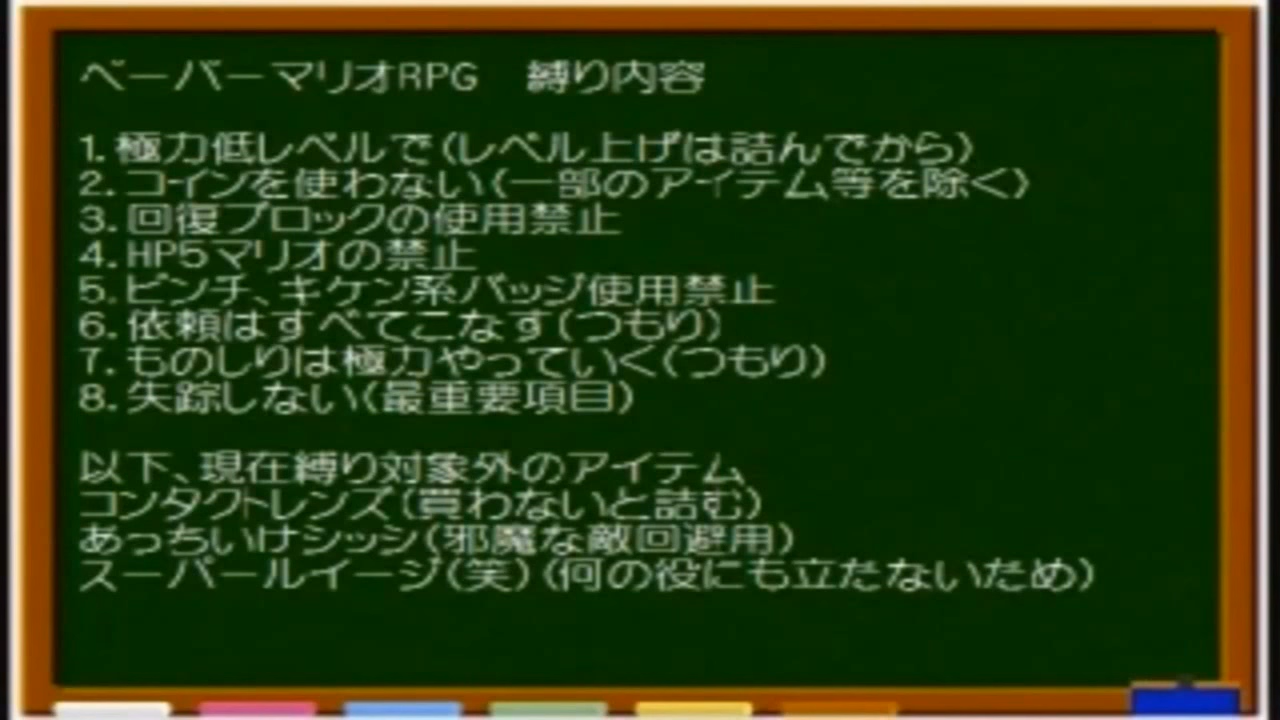 ペーパーマリオRPG　縛り内容
1. 極力低レベルで(レベル上げは詰んでから)
2. コインを使わない(一部のアイテム等を除く)
3. 回復ブロックの使用禁止
4. HP5マリオの禁止
5. ピンチ、キケン系バッジ使用禁止
6. 依頼はすべてこなす(つもり)
7. ものしりは極力やっていく(つもり)
8. 失踪しない(最重要項目)
以下、現在縛り対象外のアイテム
コンタクトレンズ(買わないと詰む)
あっちいけシッシ(邪魔な敵回避用)
スーパールイージ(笑)(何の役にも立たないため)